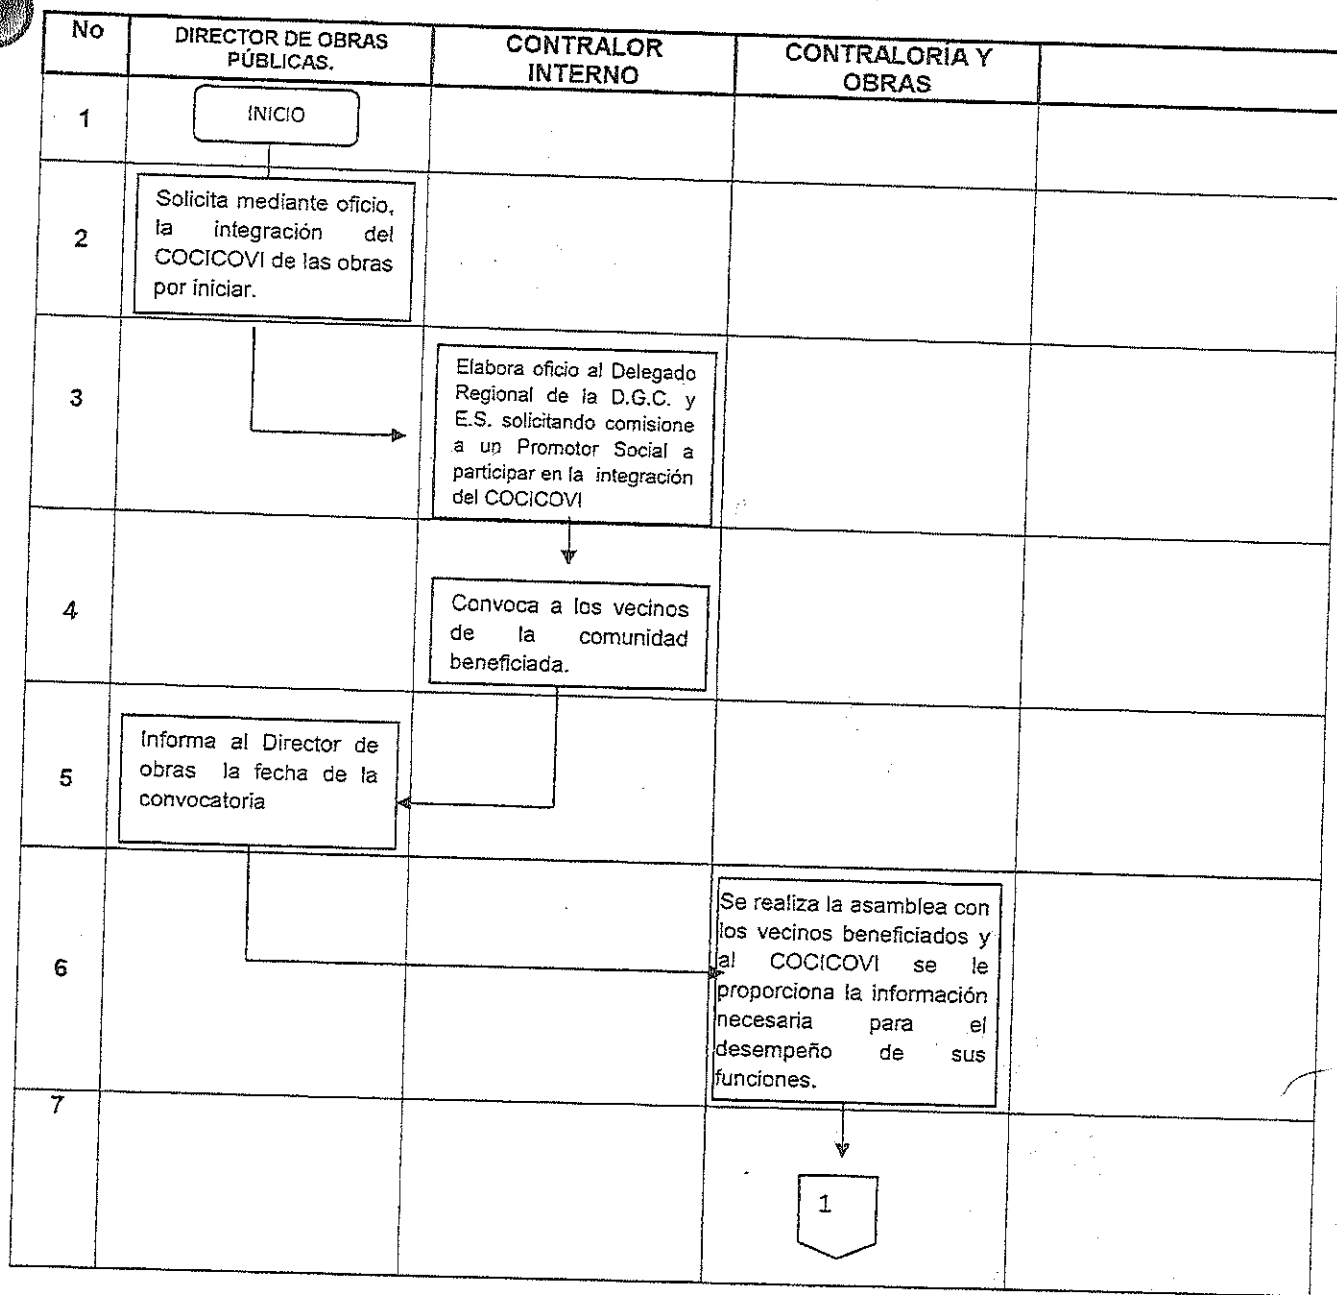 No
DIRECTOR DE OBRAS
PÚBLICAS.
CONTRALOR
INTERNO
CONTRALORÍA Y
OBRAS
1
INICIO
2
Solicita mediante oficio,
la integración del
COCICOVI de las obras
por iniciar.
3
Elabora oficio al Delegado
Regional de la D.G.C. y
E.S. solicitando comisione
a un Promotor Social a
participar en la integración
del COCICOVI
4
Convoca a los vecinos
de la comunidad
beneficiada.
5
Informa al Director de
obras la fecha de la
convocatoria
6
Se realiza la asamblea con
los vecinos beneficiados y
al COCICOVI se le
proporciona la información
necesaria para el
desempeño de sus
funciones.
7
1